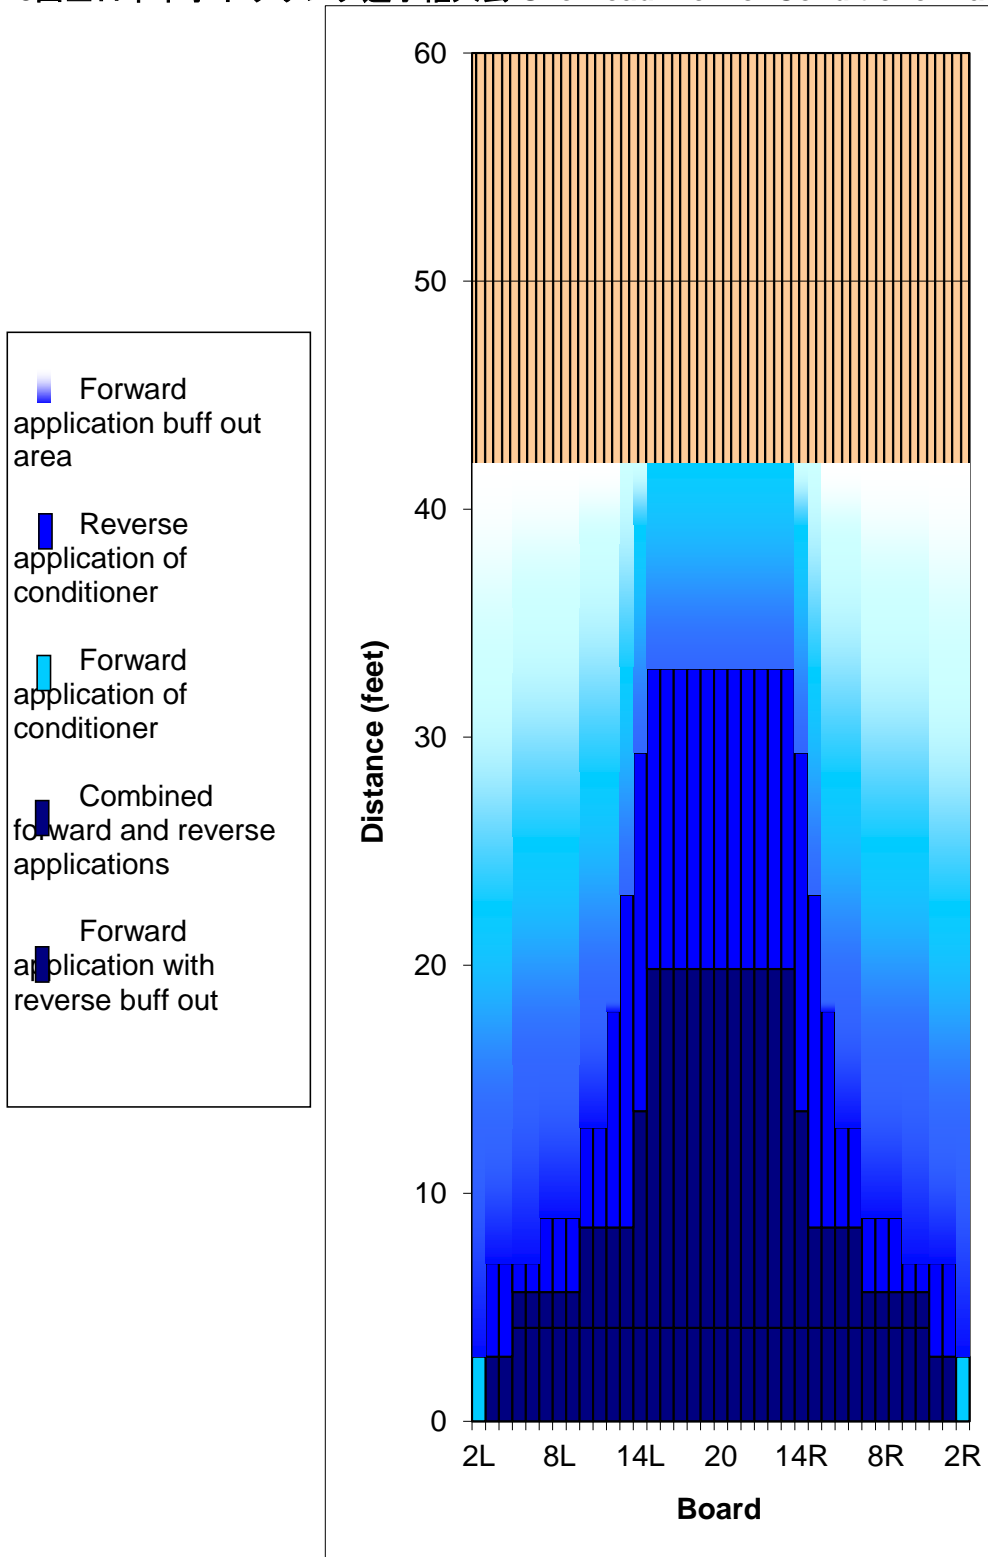 Forward
application buff out
area
Reverse
application of
conditioner
Forward
application of
conditioner
Combined
forward and reverse
applications
Forward
application with
reverse buff out
60
50
40
30
20
10
0
Distance (feet)
2L 8L 14L 20 14R 8R 2R
Board